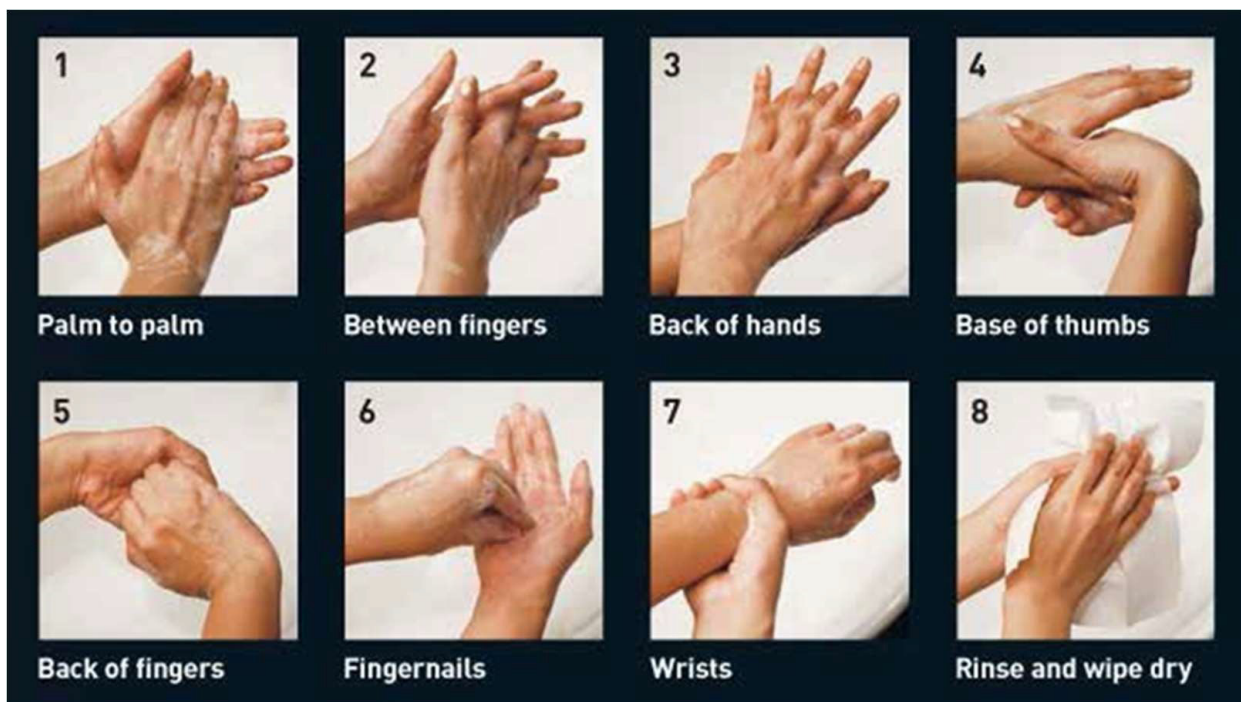 1
2
3
4
Palm to palm
Between fingers
Back of hands
Base of thumbs
5
6
7
8
Back of fingers
Fingernails
Wrists
Rinse and wipe dry